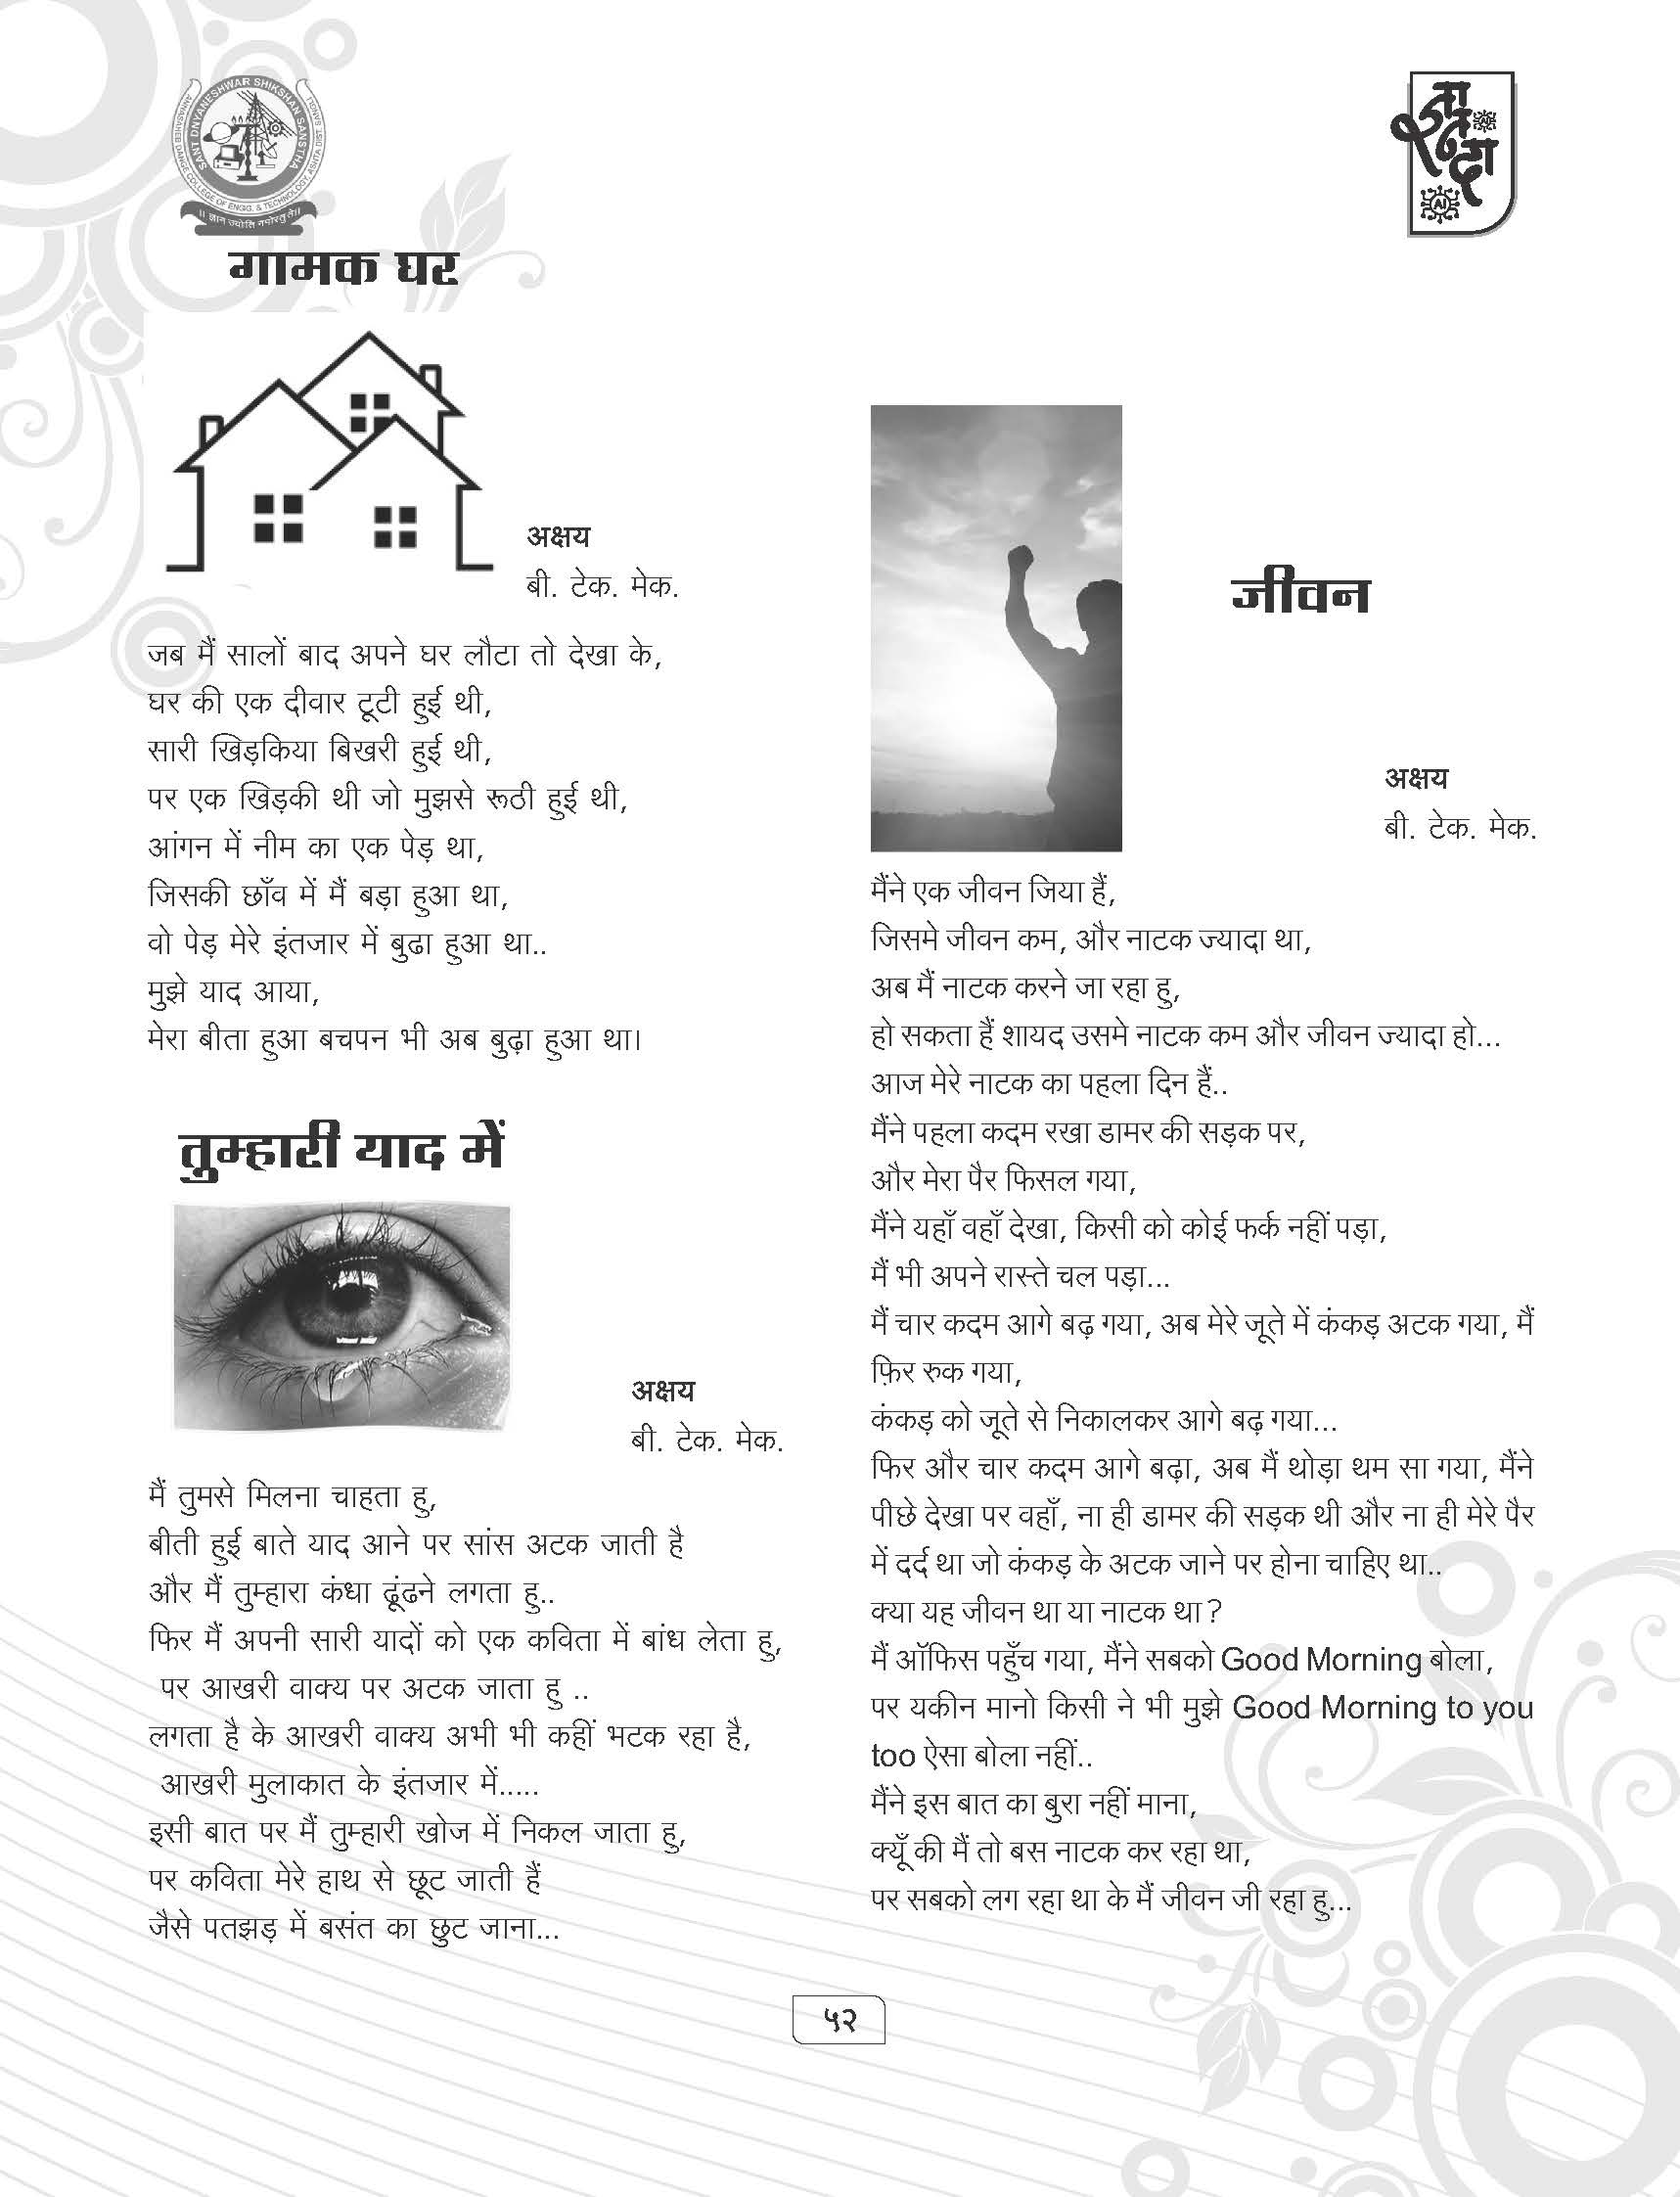 SANT DNYANESHWAR SHIKSHAN SANSTHA
ANNASAHEB DANGE COLLEGE OF ENGG. & TECHNOLOGY, ASHTA DIST. SANGLI
AI
गामक घर
अक्षय
बी. टेक. मेक.
जब मैं सालों बाद अपने घर लौटा तो देखा के,
घर की एक दीवार टूटी हुई थी,
सारी खिड़किया बिखरी हुई थी,
पर एक खिड़की थी जो मुझसे रूठी हुई थी,
आंगन में नीम का एक पेड़ था,
जिसकी छाँव में मैं बड़ा हुआ था,
वो पेड़ मेरे इंतजार में बुढा हुआ था..
मुझे याद आया,
मेरा बीता हुआ बचपन भी अब बुढ़ा हुआ था।
तुम्हारी याद में
अक्षय
बी. टेक. मेक.
मैं तुमसे मिलना चाहता हु,
बीती हुई बाते याद आने पर सांस अटक जाती है
और मैं तुम्हारा कंधा ढूंढने लगता हु..
फिर मैं अपनी सारी यादों को एक कविता में बांध लेता हु,
पर आखरी वाक्य पर अटक जाता हु ..
लगता है के आखरी वाक्य अभी भी कहीं भटक रहा है,
आखरी मुलाकात के इंतजार में.....
इसी बात पर मैं तुम्हारी खोज में निकल जाता हु,
पर कविता मेरे हाथ से छूट जाती हैं
जैसे पतझड़ में बसंत का छुट जाना...
जीवन
अक्षय
बी. टेक. मेक.
मैंने एक जीवन जिया हैं,
जिसमे जीवन कम, और नाटक ज्यादा था,
अब मैं नाटक करने जा रहा हु,
हो सकता हैं शायद उसमे नाटक कम और जीवन ज्यादा हो...
आज मेरे नाटक का पहला दिन हैं..
मैंने पहला कदम रखा डामर की सड़क पर,
और मेरा पैर फिसल गया,
मैंने यहाँ वहाँ देखा, किसी को कोई फर्क नहीं पड़ा,
मैं भी अपने रास्ते चल पड़ा...
मैं चार कदम आगे बढ़ गया, अब मेरे जूते में कंकड़ अटक गया, मैं
फ़िर रुक गया,
कंकड़ को जूते से निकालकर आगे बढ़ गया...
फिर और चार कदम आगे बढ़ा, अब मैं थोड़ा थम सा गया, मैंने
पीछे देखा पर वहाँ, ना ही डामर की सड़क थी और ना ही मेरे पैर
में दर्द था जो कंकड़ के अटक जाने पर होना चाहिए था..
क्या यह जीवन था या नाटक था?
मैं ऑफिस पहुँच गया, मैंने सबको Good Morning बोला,
पर यकीन मानो किसी ने भी मुझे Good Morning to you
too ऐसा बोला नहीं..
मैंने इस बात का बुरा नहीं माना,
क्यूँ की मैं तो बस नाटक कर रहा था,
पर सबको लग रहा था के मैं जीवन जी रहा हु...
५२